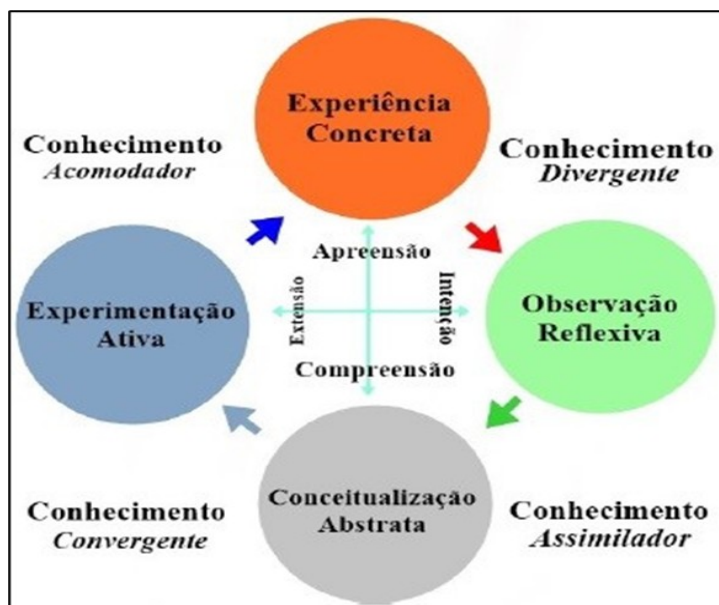 Experiência
Concreta
Conhecimento
Acomodador
Conhecimento
Divergente
Apreensão
Experimentação
Ativa
Extensão
Intenção
Observação
Reflexiva
Compreensão
Conceitualização
Abstrata
Conhecimento
Convergente
Conhecimento
Assimilador